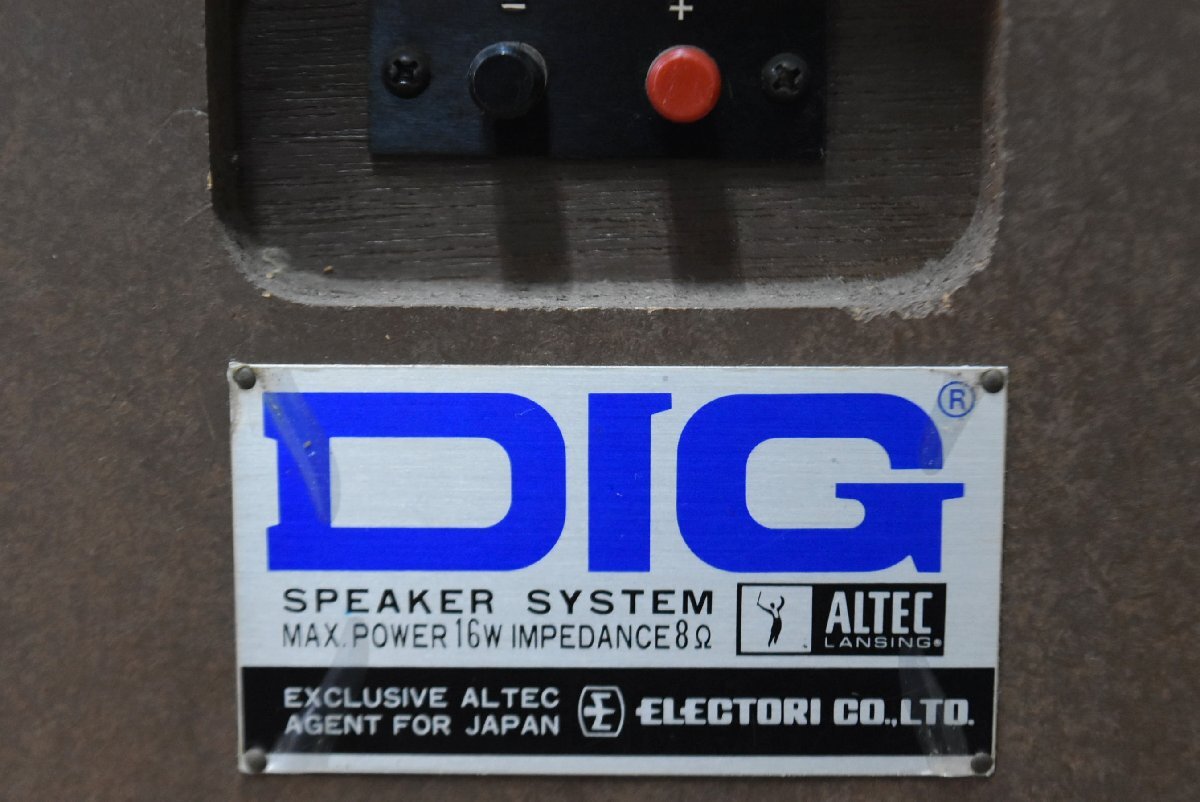 - +
DIG ®
SPEAKER SYSTEM
MAX. POWER 16W IMPEDANCE 8Ω
ALTEC
LANSING®
EXCLUSIVE ALTEC
AGENT FOR JAPAN
E ELECTORI CO., LTD.